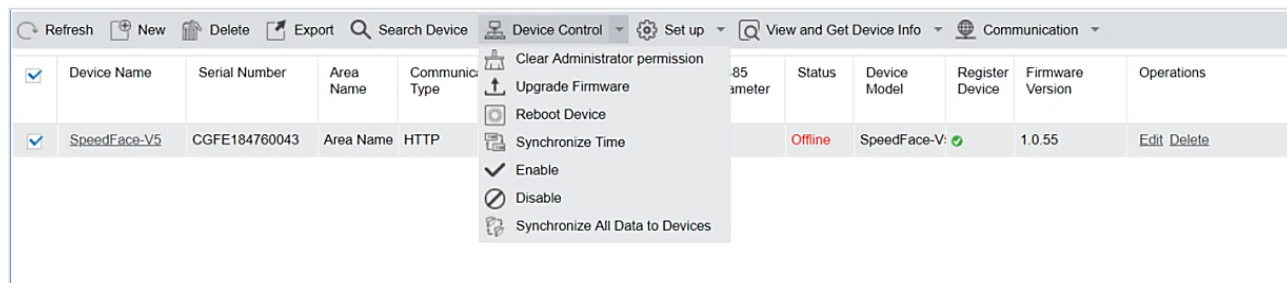 Refresh New Delete Export Search Device Device Control Set up View and Get Device Info Communication
Clear Administrator permission
Upgrade Firmware
Reboot Device
Synchronize Time
Enable
Disable
Synchronize All Data to Devices
Device Name Serial Number Area Name Communica Type 85 ameter Status Device Model Register Device Firmware Version Operations
SpeedFace-V5 CGFE184760043 Area Name HTTP Offline SpeedFace-V 1.0.55 Edit Delete